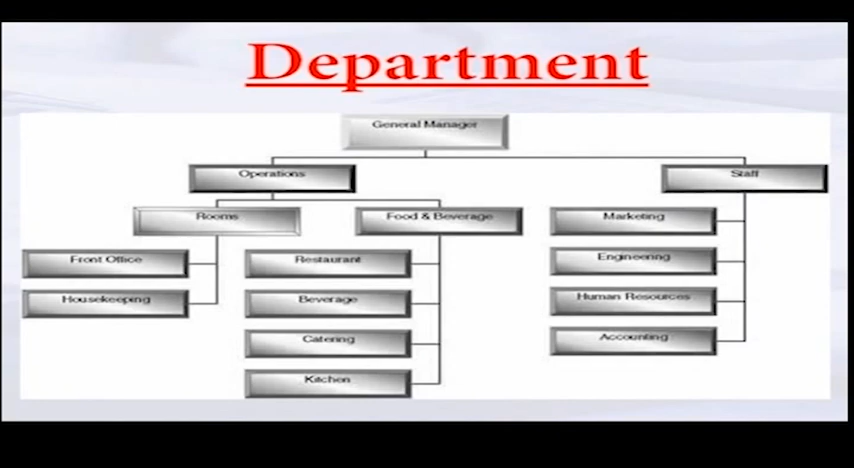 Department
General Manager
Operations
Staff
Rooms
Food & Beverage
Marketing
Front Office
Restaurant
Engineering
Housekeeping
Beverage
Human Resources
Catering
Accounting
Kitchen